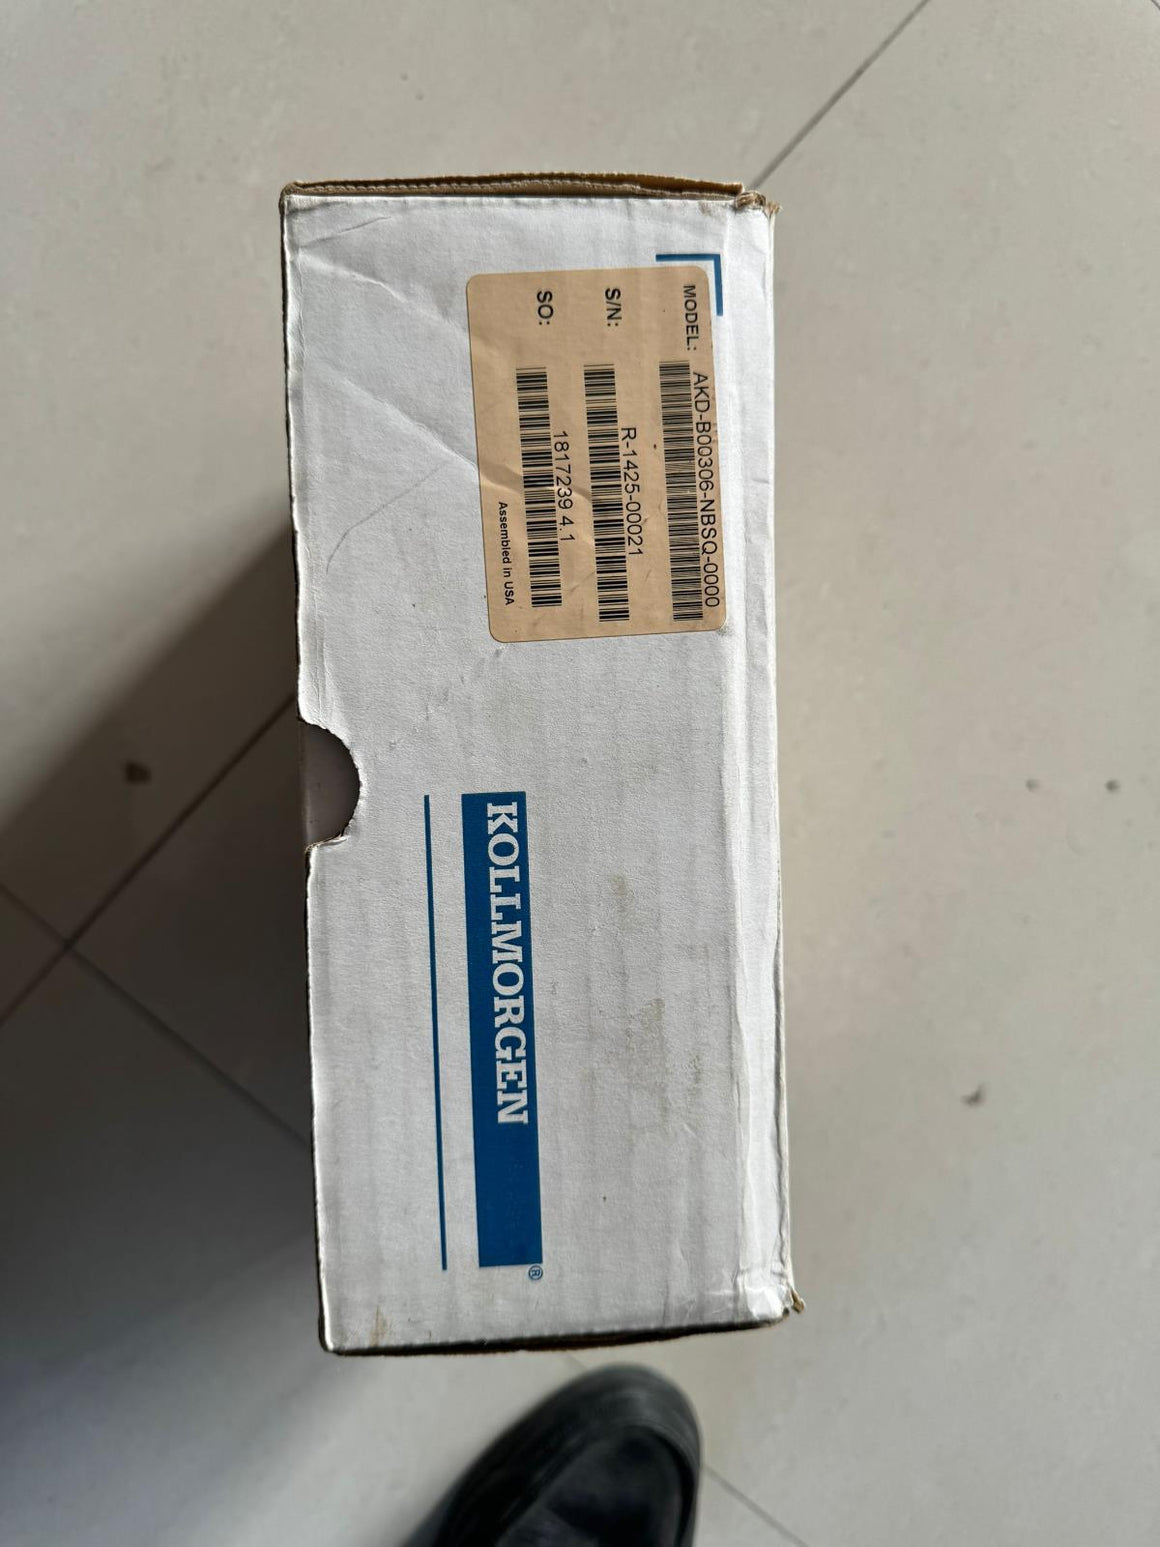 MODEL: AKD-B00306-NBSQ-0000
S/N: R-1425-00021
SO: 1817239 4.1
Assembled in USA
KOLLMORGEN®